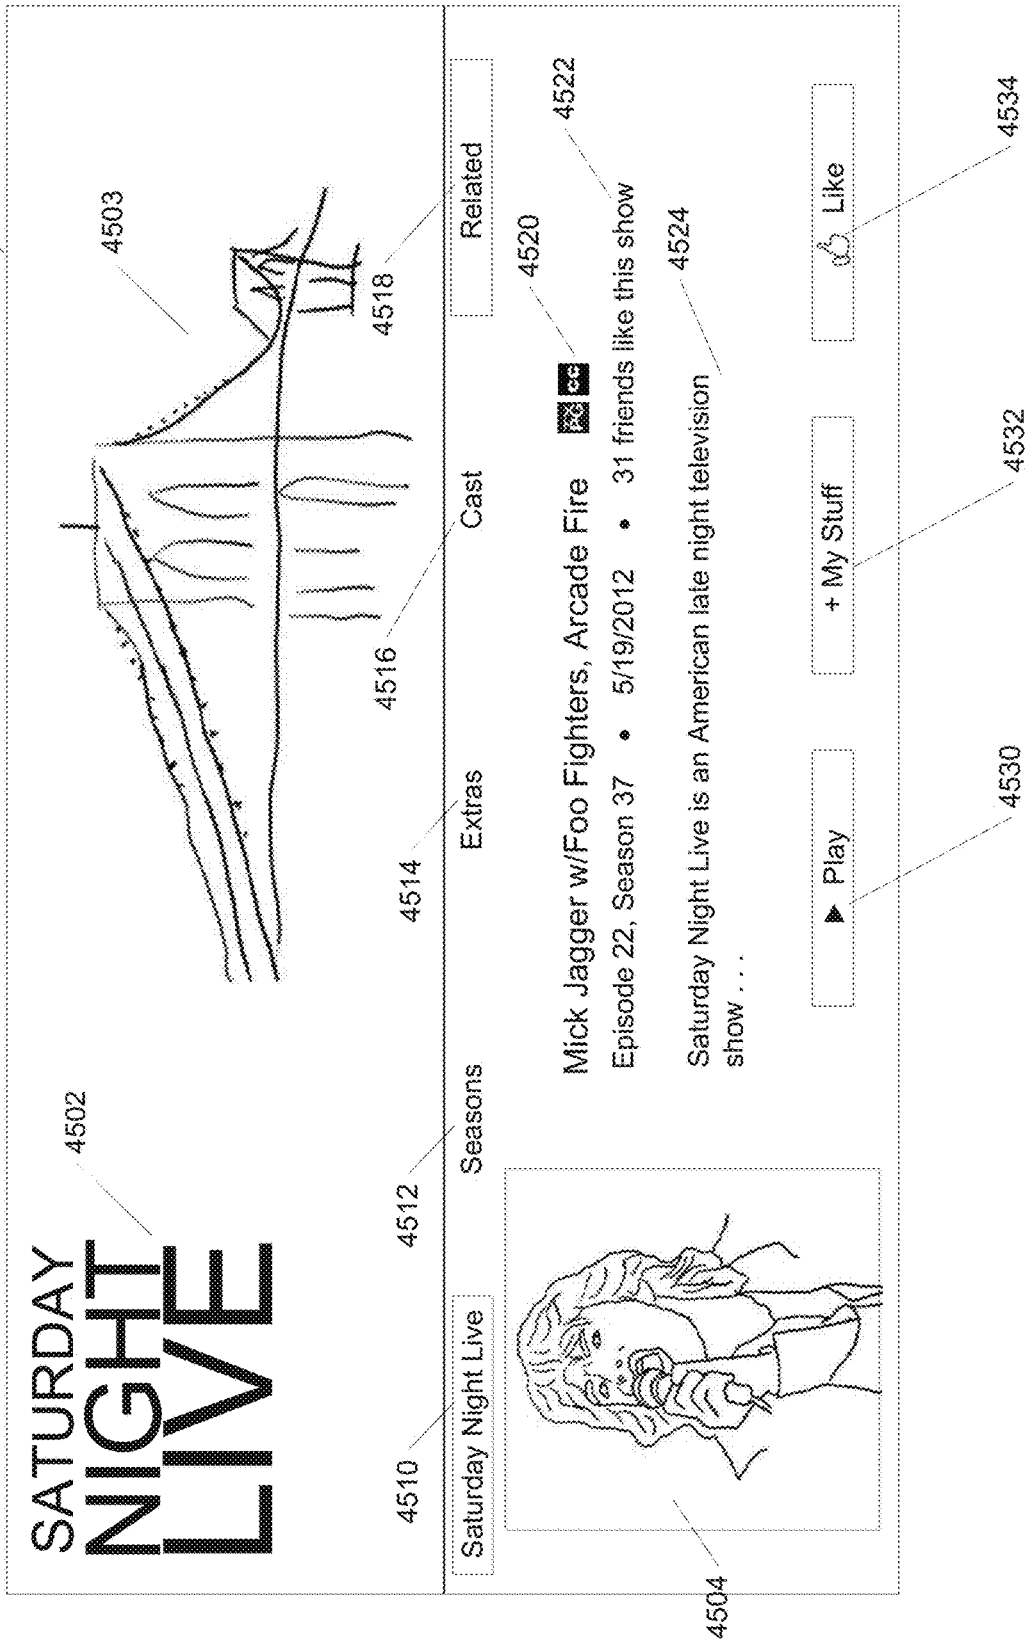 SATURDAY
NIGHT
LIVE
4502
4503
4510
4512
4514
4516
4518
Saturday Night Live
Seasons
Extras
Cast
Related
4504
Mick Jagger w/Foo Fighters, Arcade Fire
CC
4520
Episode 22, Season 37 • 5/19/2012 • 31 friends like this show
4522
Saturday Night Live is an American late night television
show . . .
4524
▶ Play
+ My Stuff
Like
4530
4532
4534